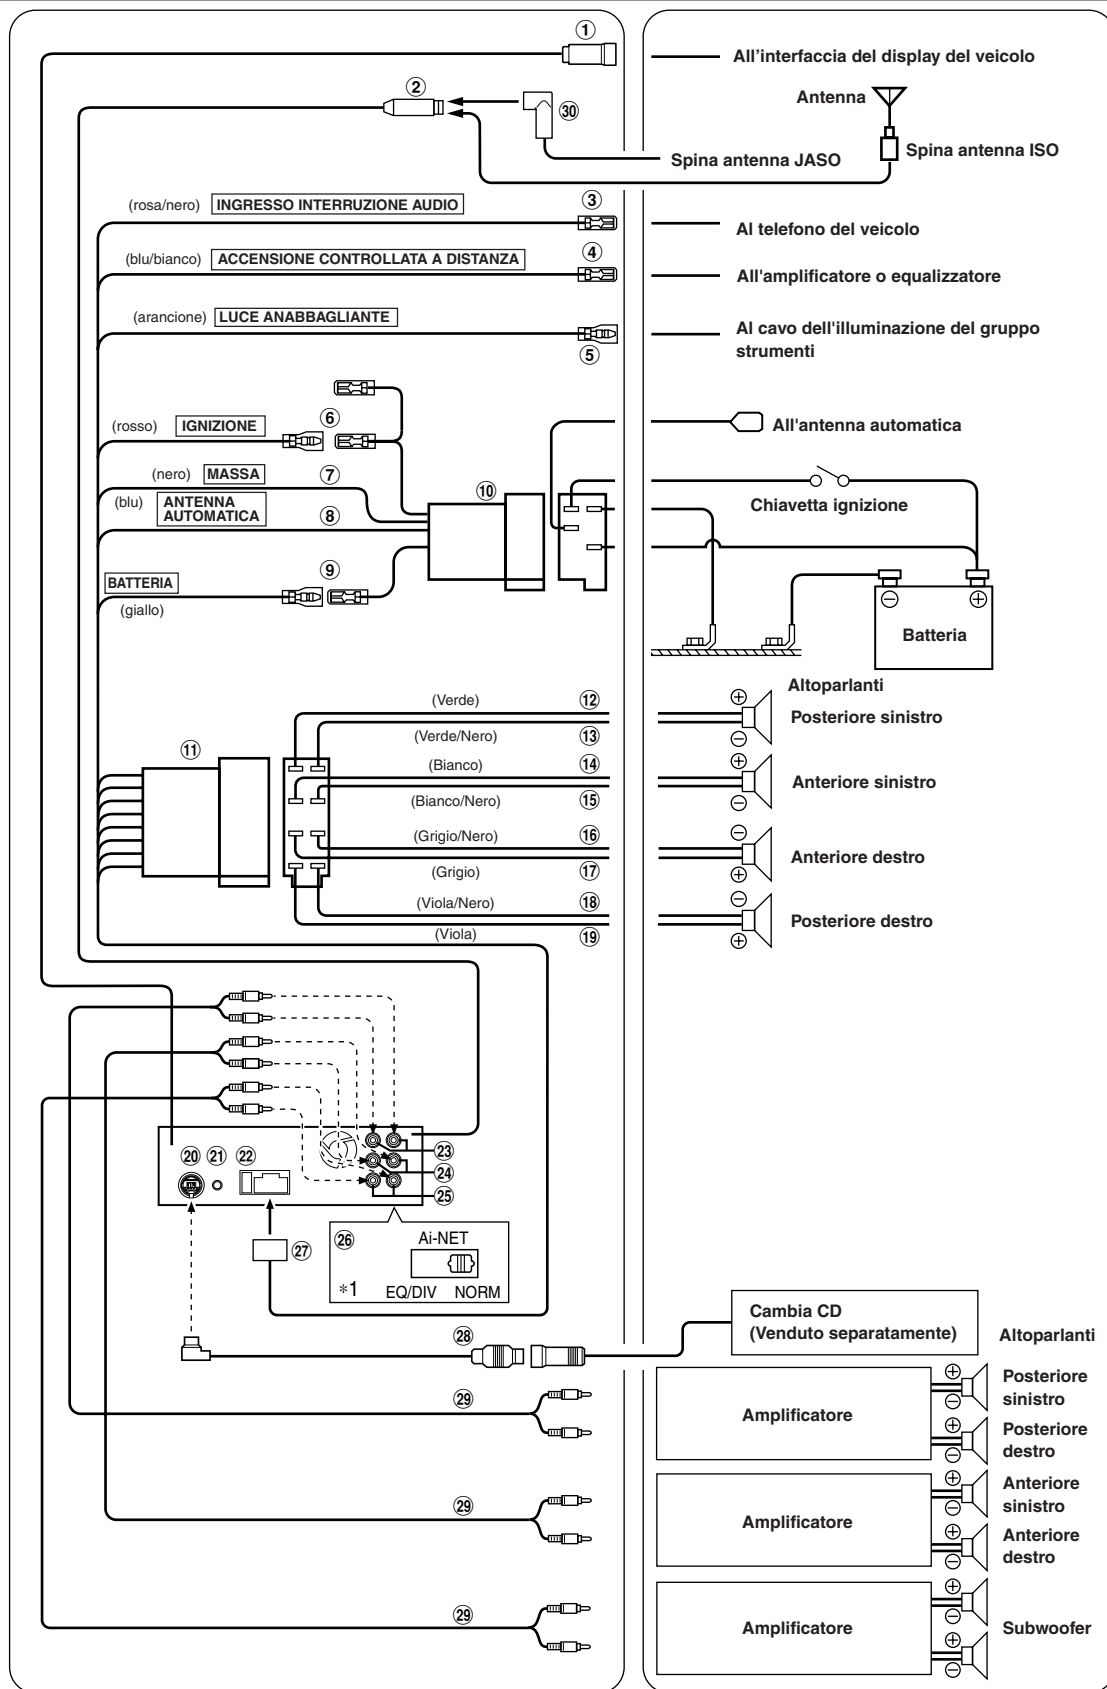 ①
All'interfaccia del display del veicolo
②
㉚
Antenna
Spina antenna JASO
Spina antenna ISO
(rosa/nero) INGRESSO INTERRUZIONE AUDIO
③
Al telefono del veicolo
(blu/bianco) ACCENSIONE CONTROLLATA A DISTANZA
④
All'amplificatore o equalizzatore
(arancione) LUCE ANABBAGLIANTE
⑤
Al cavo dell'illuminazione del gruppo
strumenti
(rosso) IGNIZIONE
⑥
All'antenna automatica
(nero) MASSA
⑦
⑩
Chiavetta ignizione
(blu) ANTENNA
AUTOMATICA
⑧
BATTERIA
(giallo)
⑨
⊖ ⊕
Batteria
Altoparlanti
(Verde) ⑫
⊕
⊖
Posteriore sinistro
(Verde/Nero) ⑬
⑪
(Bianco) ⑭
⊕
⊖
Anteriore sinistro
(Bianco/Nero) ⑮
(Grigio/Nero) ⑯
⊖
⊕
Anteriore destro
(Grigio) ⑰
(Viola/Nero) ⑱
⊖
⊕
Posteriore destro
(Viola) ⑲
⑳ ㉑ ㉒
㉓
㉔
㉕
㉗
㉖
Ai-NET
*1 EQ/DIV NORM
㉘
Cambia CD
(Venduto separatamente)
Altoparlanti
㉙
Amplificatore
⊕
⊖
Posteriore
sinistro
⊕
⊖
Posteriore
destro
㉙
Amplificatore
⊕
⊖
Anteriore
sinistro
⊕
⊖
Anteriore
destro
㉙
Amplificatore
⊕
⊖
⊕
⊖
Subwoofer